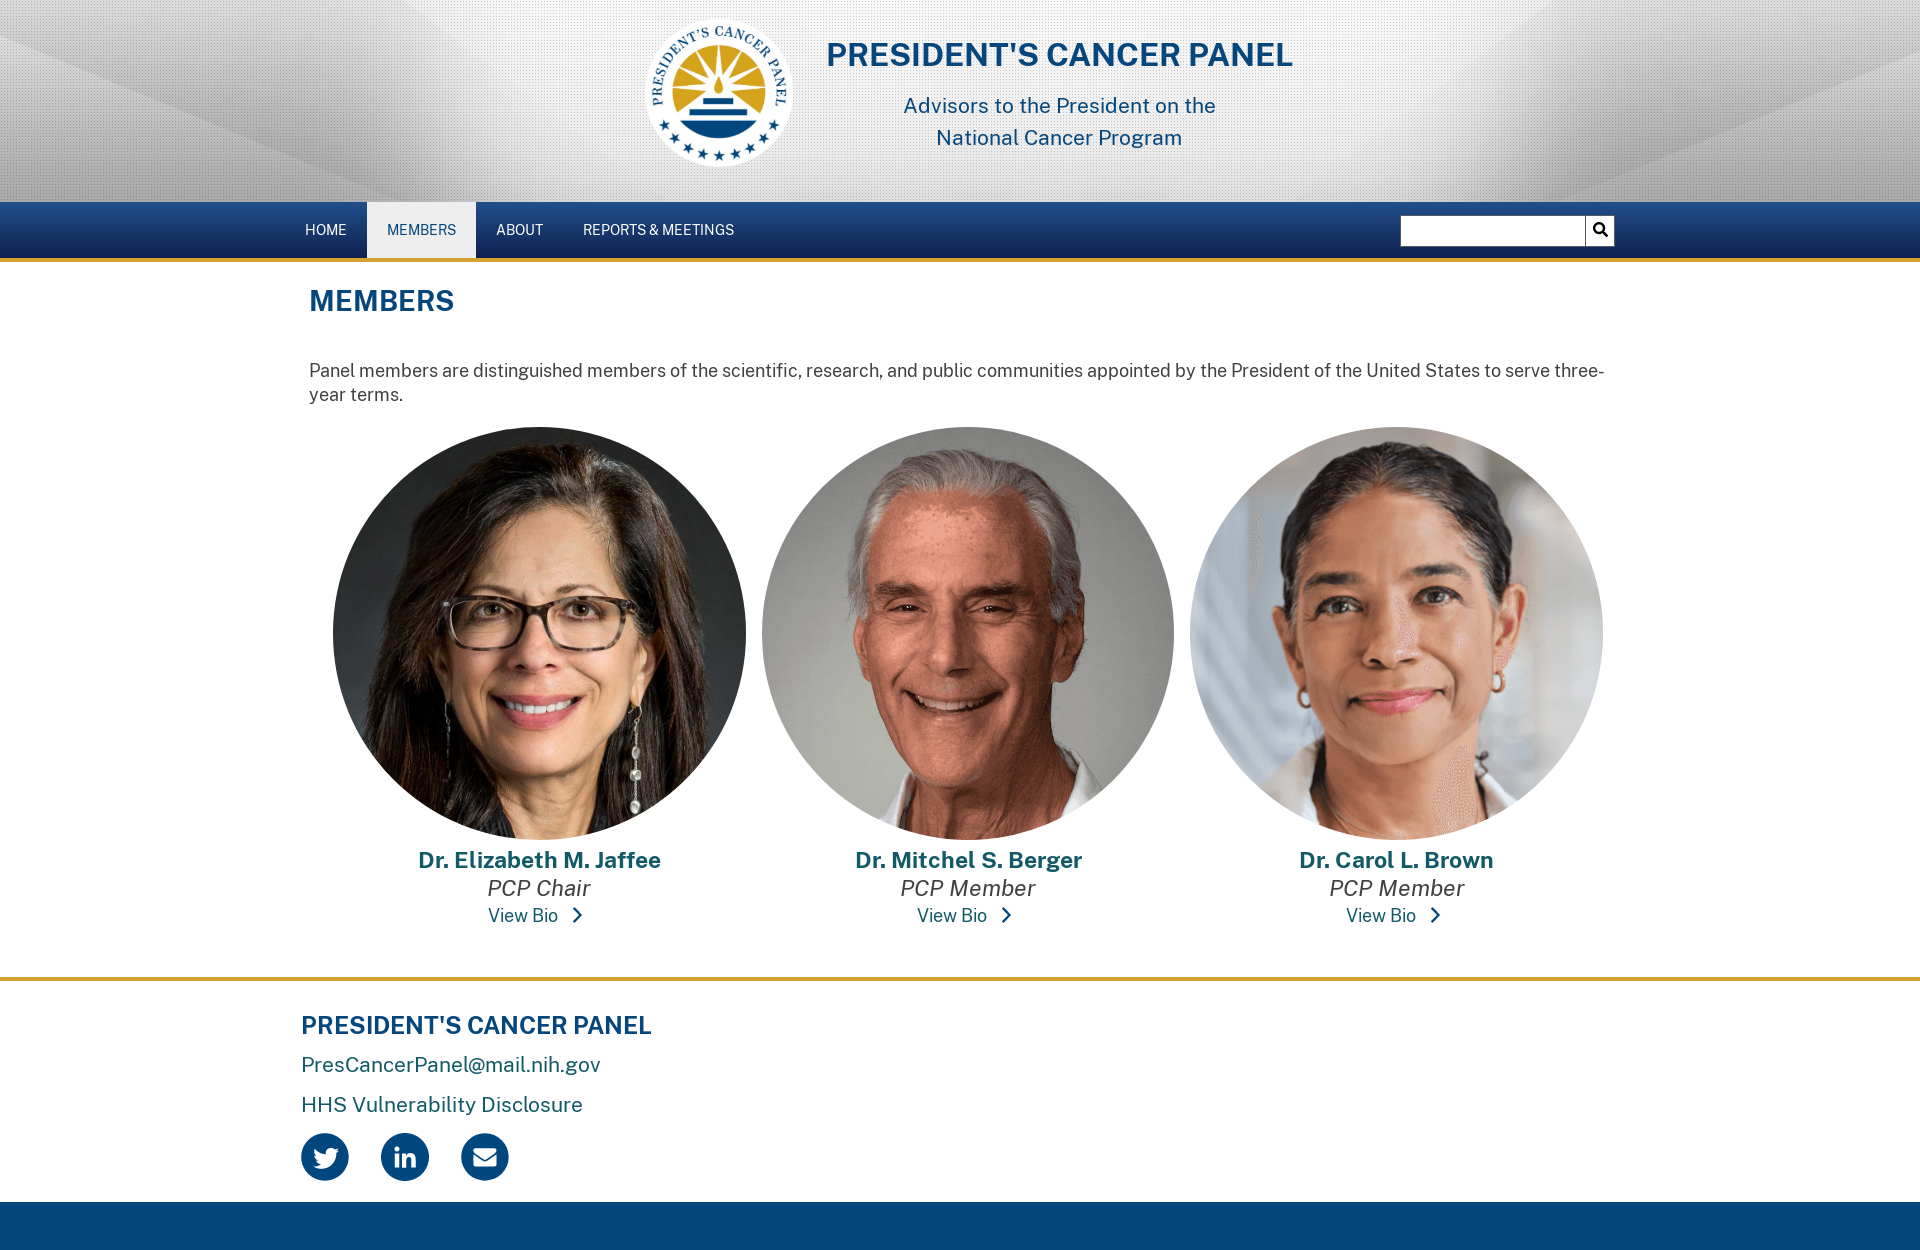 PRESIDENT'S CANCER PANEL
PRESIDENT'S CANCER PANEL
Advisors to the President on the
National Cancer Program
HOME
MEMBERS
ABOUT
REPORTS & MEETINGS
MEMBERS
Panel members are distinguished members of the scientific, research, and public communities appointed by the President of the United States to serve three-
year terms.
Dr. Elizabeth M. Jaffee
PCP Chair
View Bio
Dr. Mitchel S. Berger
PCP Member
View Bio
Dr. Carol L. Brown
PCP Member
View Bio
PRESIDENT'S CANCER PANEL
PresCancerPanel@mail.nih.gov
HHS Vulnerability Disclosure
in